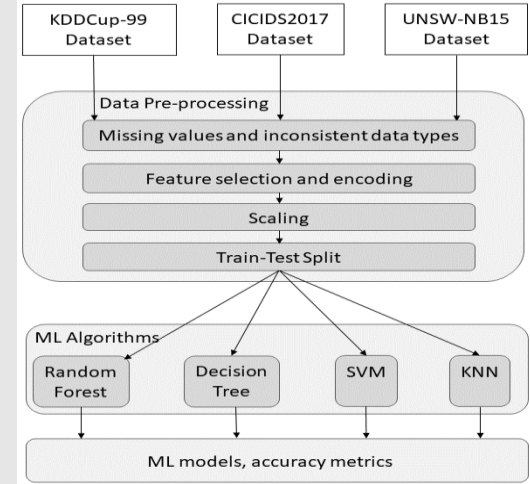 KDDCup-99
Dataset
CICIDS2017
Dataset
UNSW-NB15
Dataset
Data Pre-processing
Missing values and inconsistent data types
Feature selection and encoding
Scaling
Train-Test Split
ML Algorithms
Random
Forest
Decision
Tree
SVM
KNN
ML models, accuracy metrics